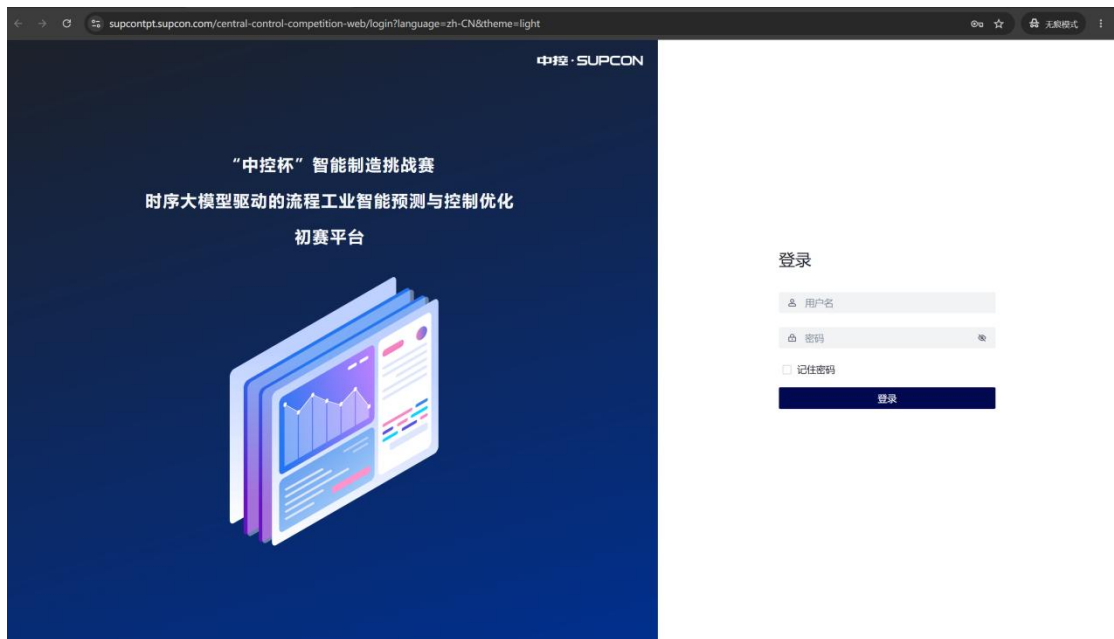 supcontpt.supcon.com/central-control-competition-web/login?language=zh-CN&theme=light
无痕模式
中控·SUPCON
“中控杯”智能制造挑战赛
时序大模型驱动的流程工业智能预测与控制优化
初赛平台
登录
用户名
密码
记住密码
登录